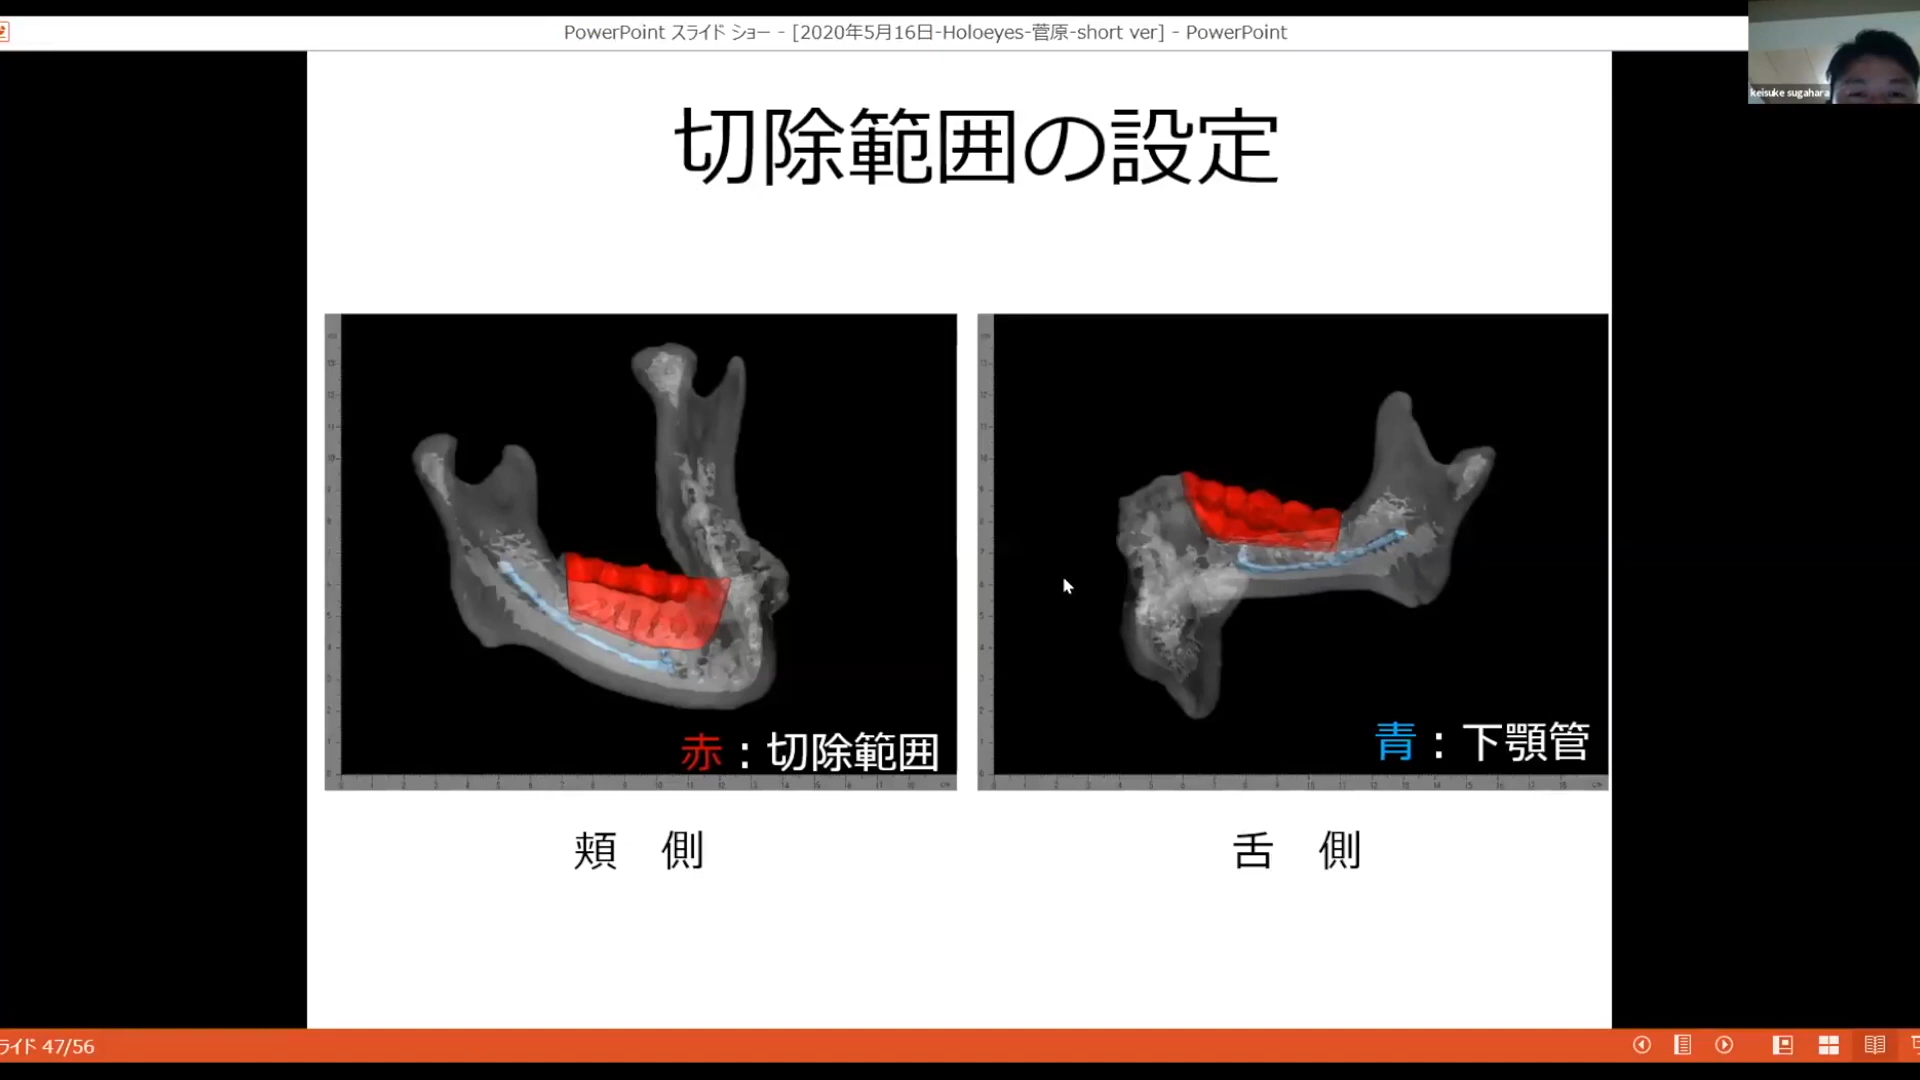 PowerPoint スライド ショー - [2020年5月16日-Holoeyes-菅原-short ver] - PowerPoint
keisuke sugahara
切除範囲の設定
赤：切除範囲
青：下顎管
頬　側
舌　側
ライド 47/56